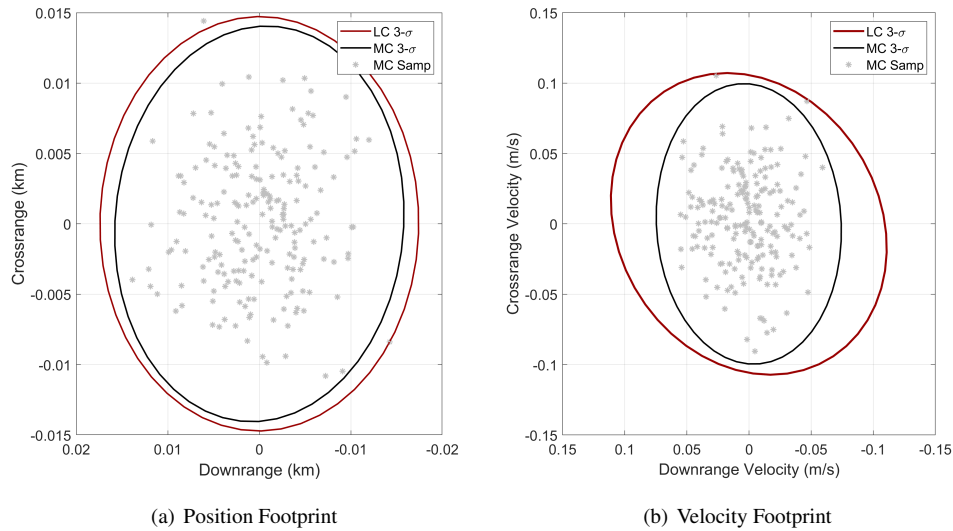 0.015
0.01
0.005
0
-0.005
-0.01
-0.015
Crossrange (km)
0.02
0.01
0
-0.01
-0.02
Downrange (km)
LC 3-σ
MC 3-σ
MC Samp
(a) Position Footprint
0.15
0.1
0.05
0
-0.05
-0.1
-0.15
Crossrange Velocity (m/s)
0.15
0.1
0.05
0
-0.05
-0.1
-0.15
Downrange Velocity (m/s)
LC 3-σ
MC 3-σ
MC Samp
(b) Velocity Footprint